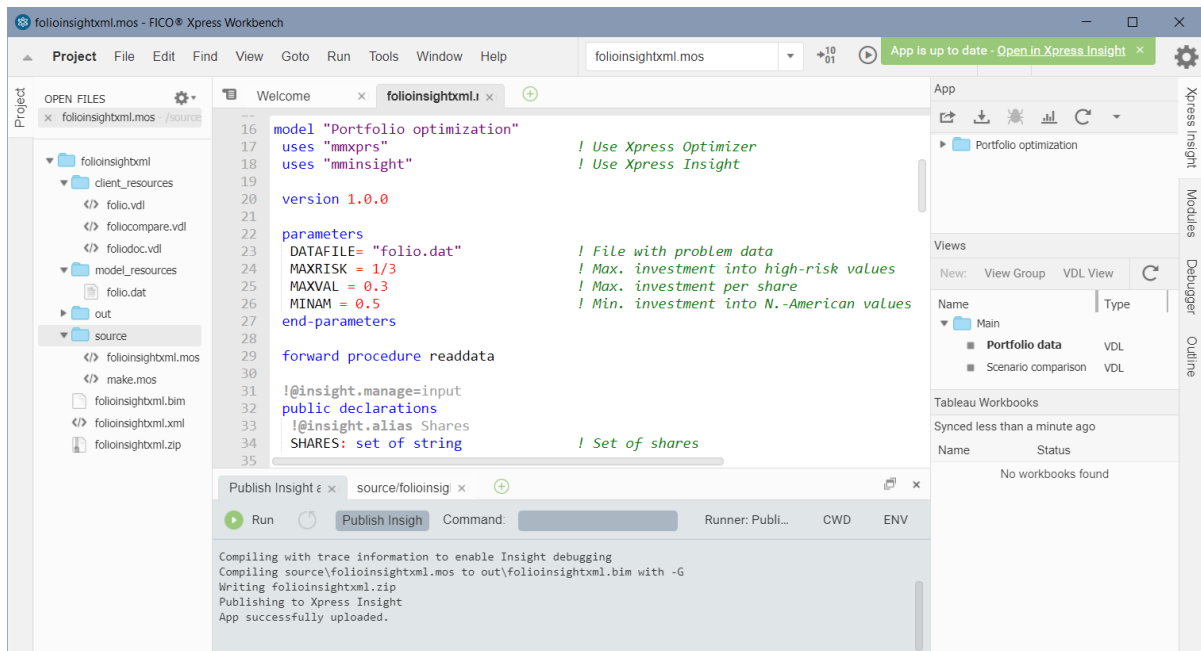 folioinsightxml.mos - FICO® Xpress Workbench
Project File Edit Find View Goto Run Tools Window Help
folioinsightxml.mos
10
01
App is up to date - Open in Xpress Insight ×
Project
OPEN FILES
× folioinsightxml.mos - /source
folioinsightxml
client_resources
</> folio.vdl
</> foliocompare.vdl
</> foliodoc.vdl
model_resources
folio.dat
out
source
</> folioinsightxml.mos
</> make.mos
folioinsightxml.bim
</> folioinsightxml.xml
folioinsightxml.zip
Welcome ×
folioinsightxml.r ×
16 model "Portfolio optimization"
17 uses "mmxprs" ! Use Xpress Optimizer
18 uses "mminsight" ! Use Xpress Insight
19
20 version 1.0.0
21
22 parameters
23 DATAFILE= "folio.dat" ! File with problem data
24 MAXRISK = 1/3 ! Max. investment into high-risk values
25 MAXVAL = 0.3 ! Max. investment per share
26 MINAM = 0.5 ! Min. investment into N.-American values
27 end-parameters
28
29 forward procedure readdata
30
31 !@insight.manage=input
32 public declarations
33 !@insight.alias Shares
34 SHARES: set of string ! Set of shares
35
Publish Insight a ×
source/folioinsigl ×
Run
Publish Insigh
Command:
Runner: Publi...
CWD
ENV
Compiling with trace information to enable Insight debugging
Compiling source\folioinsightxml.mos to out\folioinsightxml.bim with -G
Writing folioinsightxml.zip
Publishing to Xpress Insight
App successfully uploaded.
App
Portfolio optimization
Views
New: View Group VDL View
Name Type
Main
Portfolio data VDL
Scenario comparison VDL
Tableau Workbooks
Synced less than a minute ago
Name Status
No workbooks found
Xpress Insight
Modules
Debugger
Outline